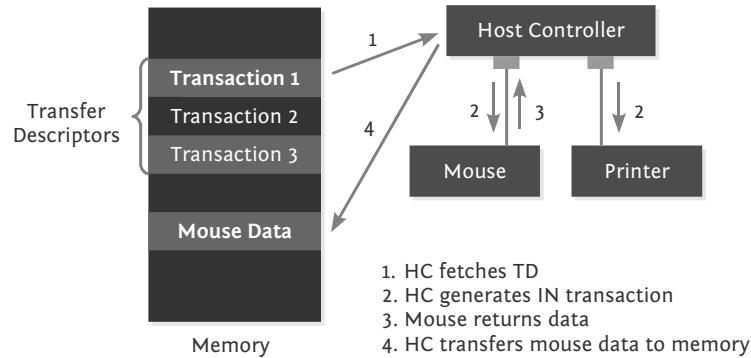 Host Controller
1
Transaction 1
Transfer
Descriptors
Transaction 2
Transaction 3
4
2
3
2
Mouse
Printer
Mouse Data
1. HC fetches TD
2. HC generates IN transaction
3. Mouse returns data
4. HC transfers mouse data to memory
Memory